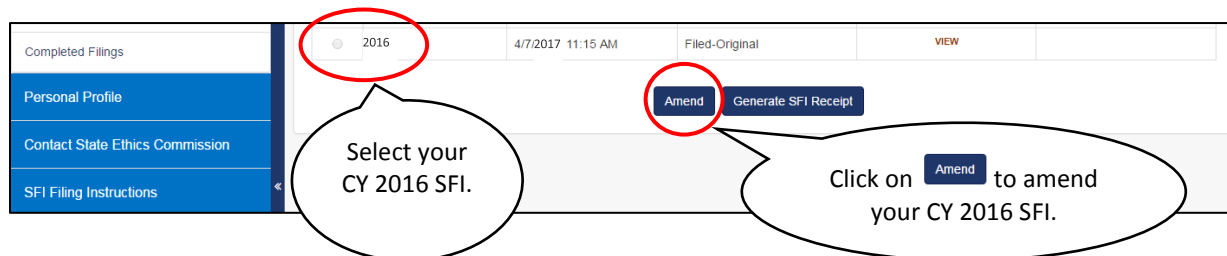 Completed Filings
2016 4/7/2017 11:15 AM Filed-Original VIEW
Personal Profile
Amend Generate SFI Receipt
Contact State Ethics Commission
SFI Filing Instructions «
Select your
CY 2016 SFI.
Click on Amend to amend
your CY 2016 SFI.